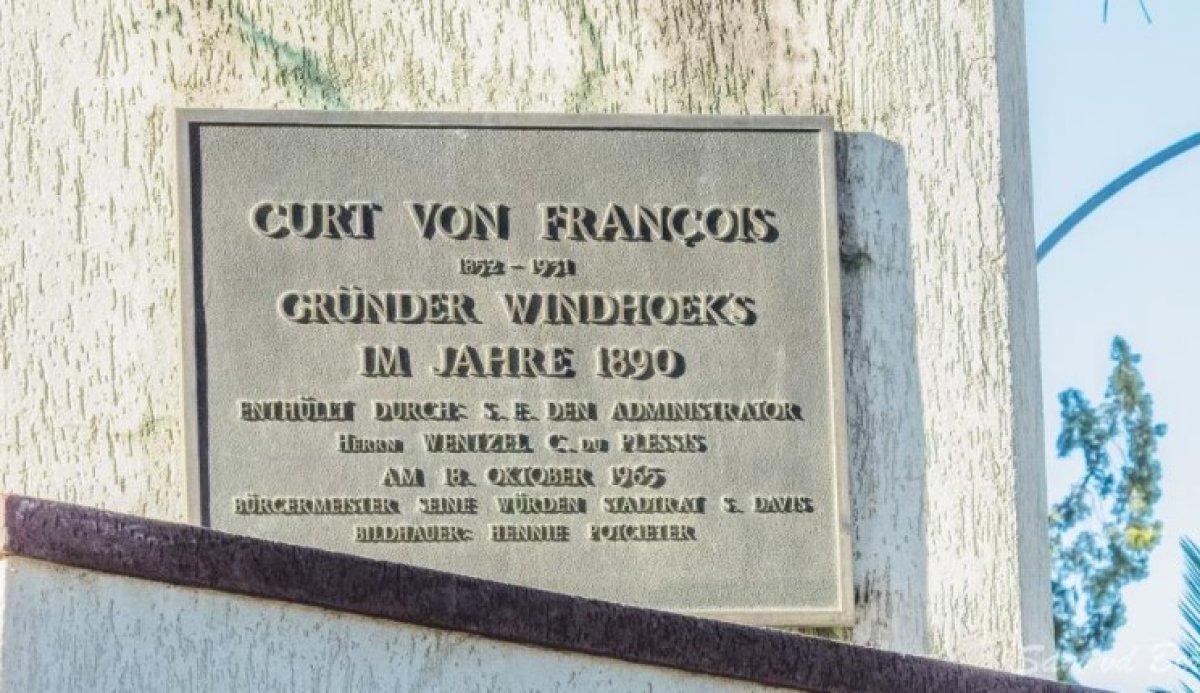 CURT VON FRANÇOIS
1852 – 1931
GRÜNDER WINDHOEK'S
IM JAHRE 1890
ENTHÜLLT DURCH: S. E. DEN ADMINISTRATOR
HERRN WENTZEL C. DU PLESSIS
AM 18. OKTOBER 1965
BÜRGERMEISTER SEINE WÜRDEN STADTRAT S. DAVIS
BILDHAUER: HENNIE POTGIETER